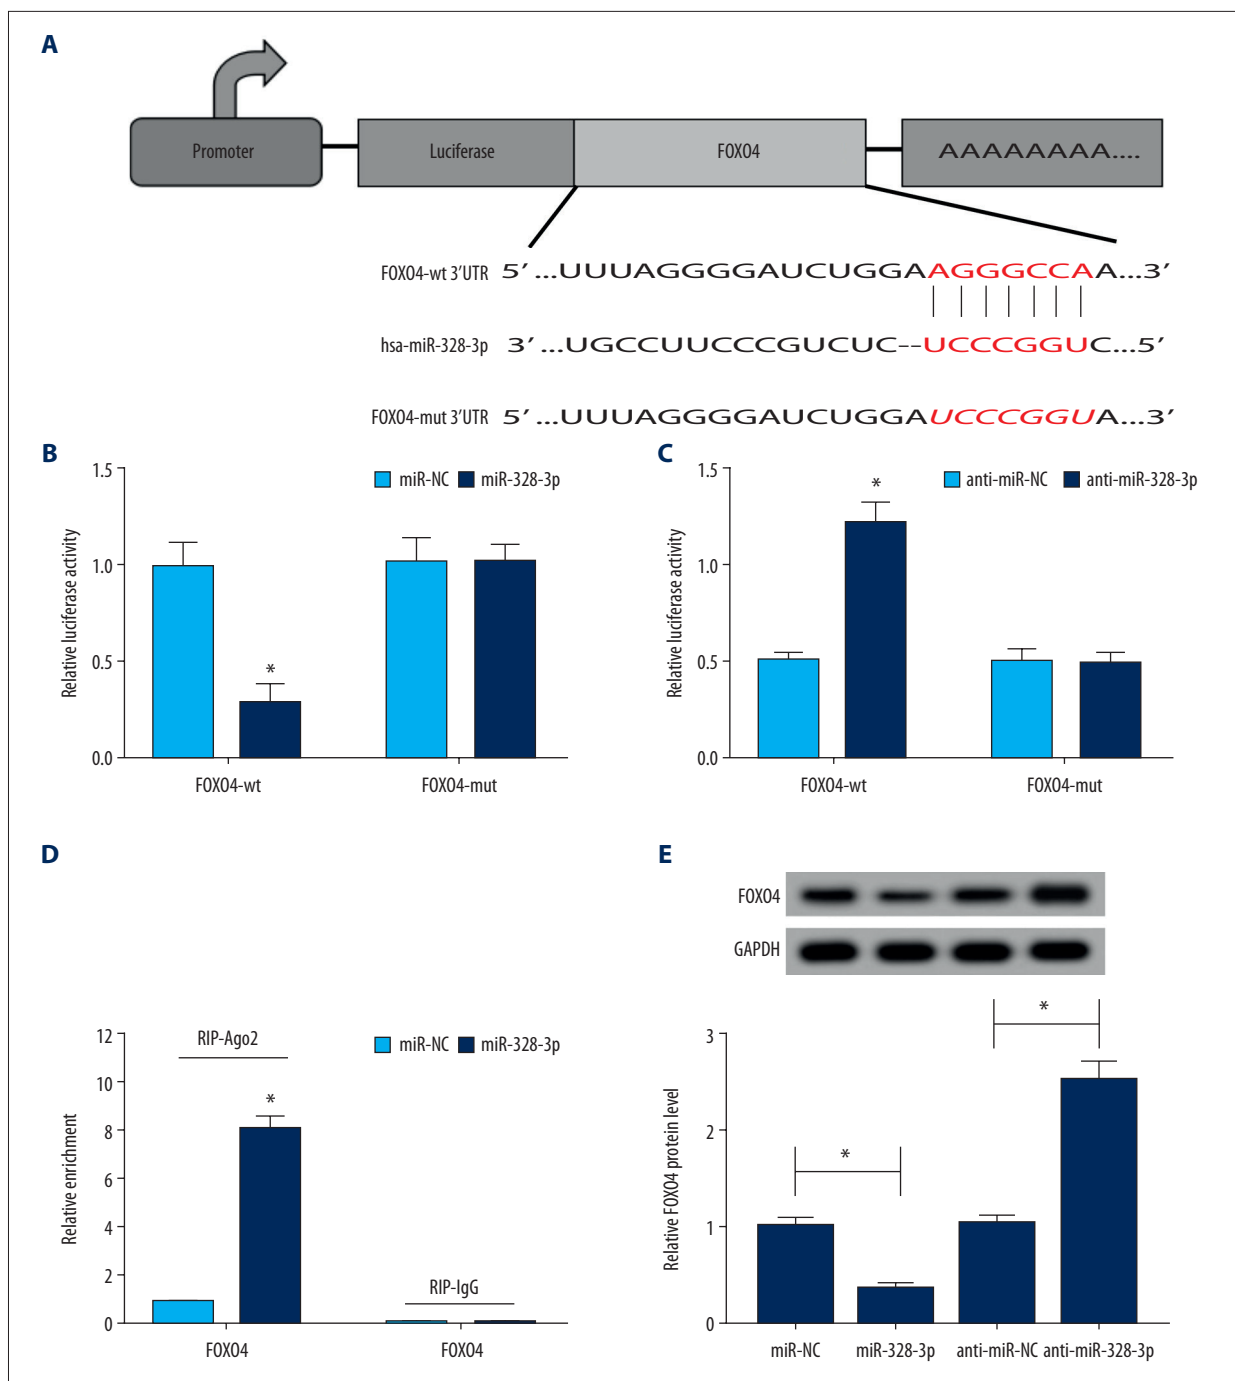 A
Promoter
Luciferase
FOXO4
AAAAAAAA....
FOXO4-wt 3'UTR 5' ...UUUAGGGGAUCUGGAAGGGCCAA...3'
hsa-miR-328-3p 3' ...UGCCUUCCCGUCUC--UCCCGGUC...5'
FOXO4-mut 3'UTR 5' ...UUUAGGGGAUCUGGAUCCCGGUA...3'
B
miR-NC miR-328-3p
Relative luciferase activity
1.5
1.0
0.5
0.0
*
FOXO4-wt FOXO4-mut
C
anti-miR-NC anti-miR-328-3p
Relative luciferase activity
1.5
1.0
0.5
0.0
*
FOXO4-wt FOXO4-mut
D
miR-NC miR-328-3p
Relative enrichment
12
10
8
6
4
2
0
RIP-Ago2
*
RIP-IgG
FOXO4 FOXO4
E
FOXO4
GAPDH
Relative FOXO4 protein level
3
2
1
0
*
*
miR-NC miR-328-3p anti-miR-NC anti-miR-328-3p